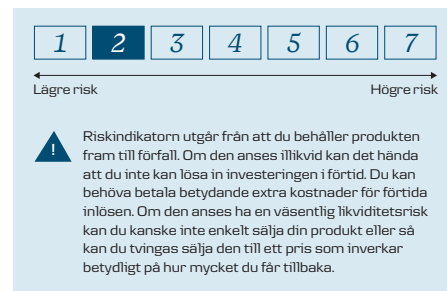 1 2 3 4 5 6 7
Lägre risk Högre risk
! Riskindikatorn utgår från att du behåller produkten
fram till förfall. Om den anses illikvid kan det hända
att du inte kan lösa in investeringen i förtid. Du kan
behöva betala betydande extra kostnader för förtida
inlösen. Om den anses ha en väsentlig likviditetsrisk
kan du kanske inte enkelt sälja din produkt eller så
kan du tvingas sälja den till ett pris som inverkar
betydligt på hur mycket du får tillbaka.